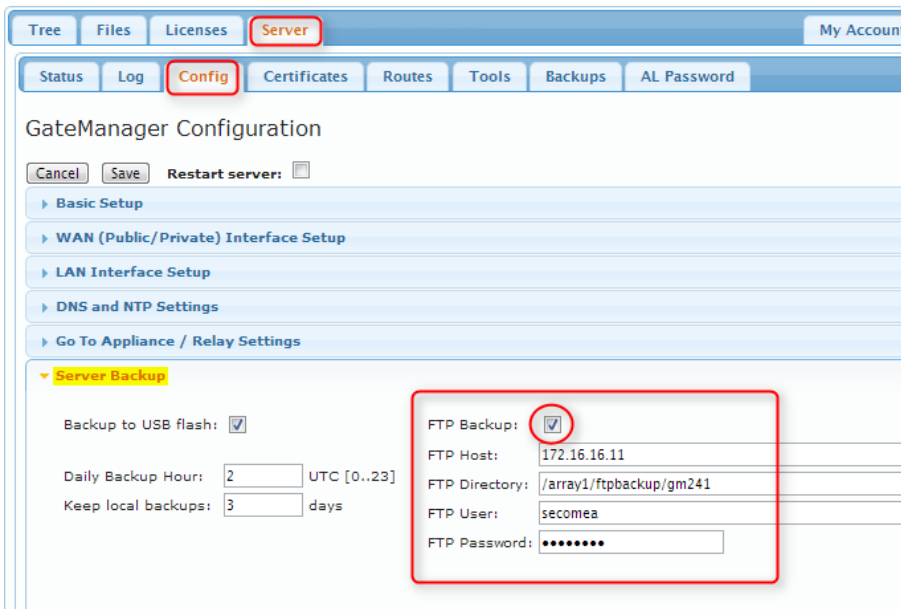 Tree Files Licenses Server My Accoun
Status Log Config Certificates Routes Tools Backups AL Password
GateManager Configuration
Cancel Save Restart server:
Basic Setup
WAN (Public/Private) Interface Setup
LAN Interface Setup
DNS and NTP Settings
Go To Appliance / Relay Settings
Server Backup
Backup to USB flash: FTP Backup:
FTP Host: 172.16.16.11
Daily Backup Hour: 2 UTC [0..23] FTP Directory: /array1/ftpbackup/gm241
Keep local backups: 3 days FTP User: secomea
FTP Password: ••••••••